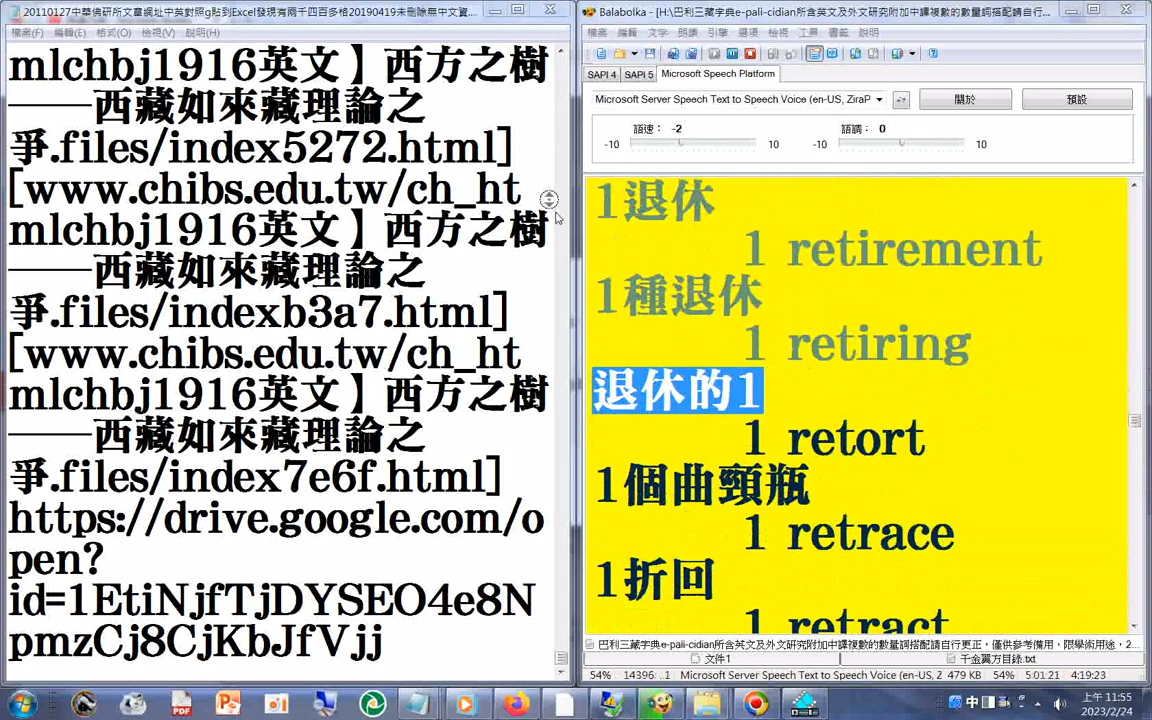 20110127中華佛研所文章網址中英對照g點到Excel發現有兩千四百多格20190419未刪除無中文資...
檔案(F) 編輯(E) 格式(O) 檢視(V) 說明(H)
mlchbj1916英文】西方之樹
——西藏如來藏理論之
爭.files/index5272.html]
[www.chibs.edu.tw/ch_ht
mlchbj1916英文】西方之樹
——西藏如來藏理論之
爭.files/indexb3a7.html]
[www.chibs.edu.tw/ch_ht
mlchbj1916英文】西方之樹
——西藏如來藏理論之
爭.files/index7e6f.html]
https://drive.google.com/o
pen?
id=1EtiNjfTjDYSEO4e8N
pmzCj8CjKbJfVjj
Balabolka - [H:\巴利三藏字典e-pali-cidian所含英文及外文研究附加中譯複數的數量詞搭配請自行...
檔案 編輯 文字 朗讀 引擎 選項 檢視 工具 書籤 說明
SAPI 4 SAPI 5 Microsoft Speech Platform
Microsoft Server Speech Text to Speech Voice (en-US, ZiraP
關於 預設
語速： -2 語調： 0
-10 10 -10 10
1退休
1 retirement
1種退休
1 retiring
退休的1
1 retort
1個曲頸瓶
1 retrace
1折回
1 retract
巴利三藏字典e-pali-cidian所含英文及外文研究附加中譯複數的數量詞搭配請自行更正，僅供參考備用，限學術用途，2...
文件1 千金翼方目錄.txt
54% 14396: Microsoft Server Speech Text to Speech Voice (en-US, Z 479 KB 54% 5:01:21 4:19:23
中
上午 11:55
2023/2/24